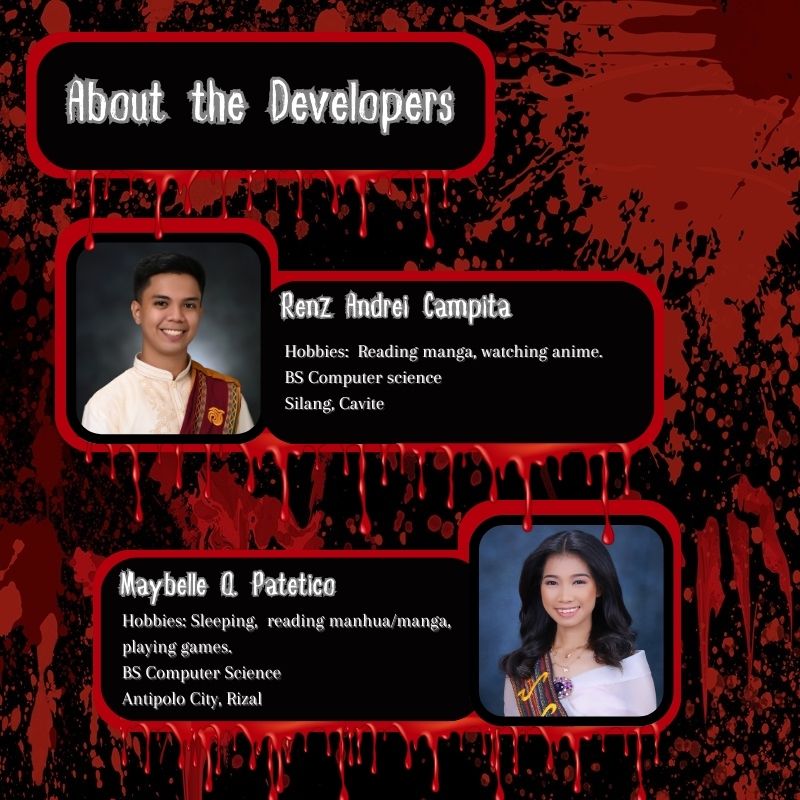 About the Developers
Renz Andrei Campita
Hobbies:  Reading manga, watching anime.
BS Computer science
Silang, Cavite
Maybelle Q. Patetico
Hobbies: Sleeping,  reading manhua/manga,
playing games.
BS Computer Science
Antipolo City, Rizal